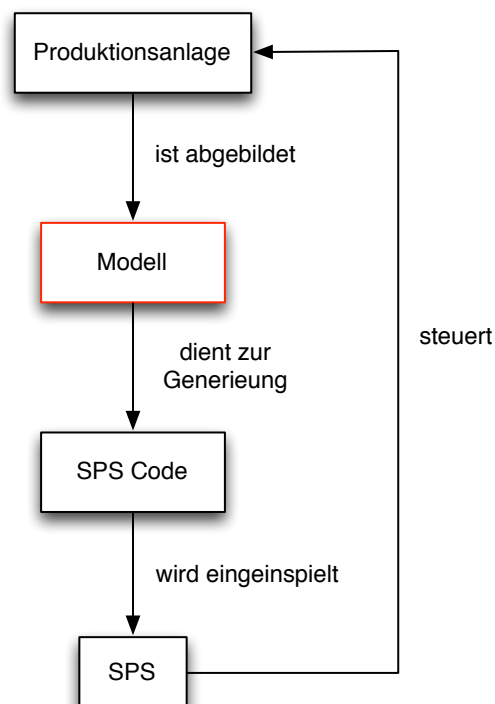 Produktionsanlage
ist abgebildet
Modell
steuert
dient zur
Generieung
SPS Code
wird eingeinspielt
SPS